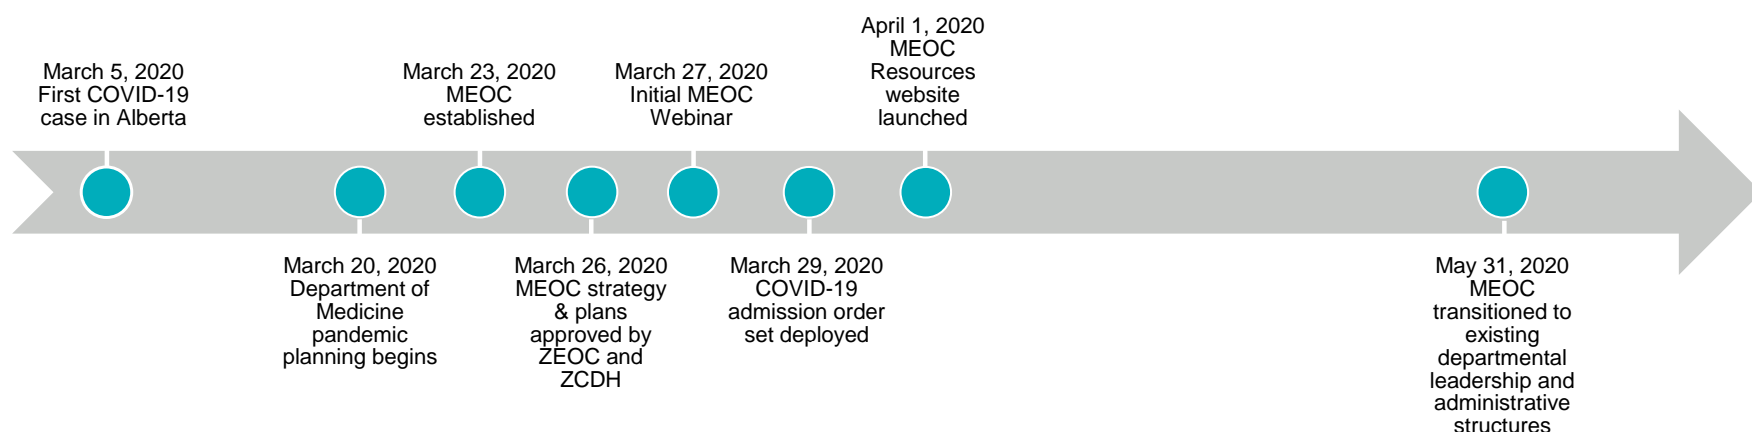 March 5, 2020
First COVID-19
case in Alberta
March 20, 2020
Department of
Medicine
pandemic
planning begins
March 23, 2020
MEOC
established
March 26, 2020
MEOC strategy
& plans
approved by
ZEOC and
ZCDH
March 27, 2020
Initial MEOC
Webinar
March 29, 2020
COVID-19
admission order
set deployed
April 1, 2020
MEOC
Resources
website
launched
May 31, 2020
MEOC
transitioned to
existing
departmental
leadership and
administrative
structures